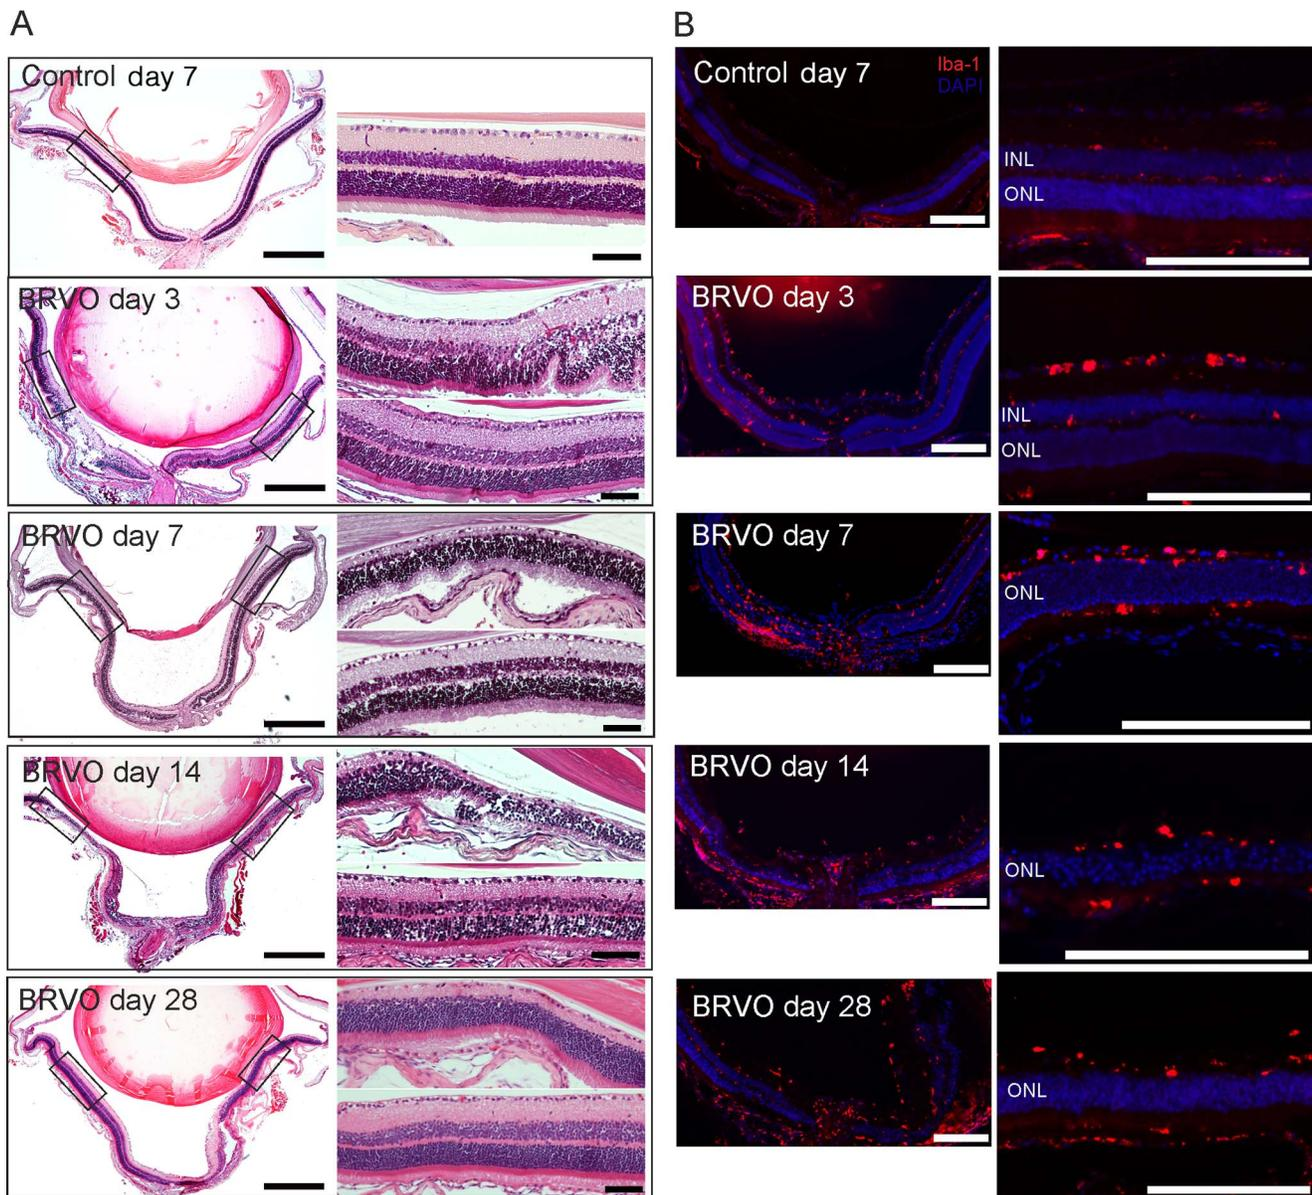 A
B
Control day 7
Control day 7
Iba-1
DAPI
INL
ONL
BRVO day 3
BRVO day 3
INL
ONL
BRVO day 7
BRVO day 7
ONL
BRVO day 14
BRVO day 14
ONL
BRVO day 28
BRVO day 28
ONL